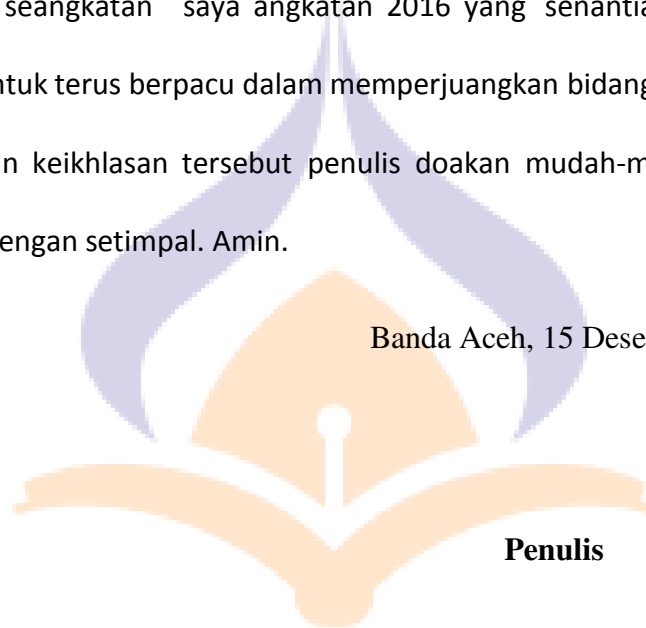 seangkatan saya angkatan 2016 yang
terus berpacu dalam memperjuangkan bidang
keikhlasan tersebut penulis doakan
setimpal. Amin.
Banda Aceh, 15
Penulis